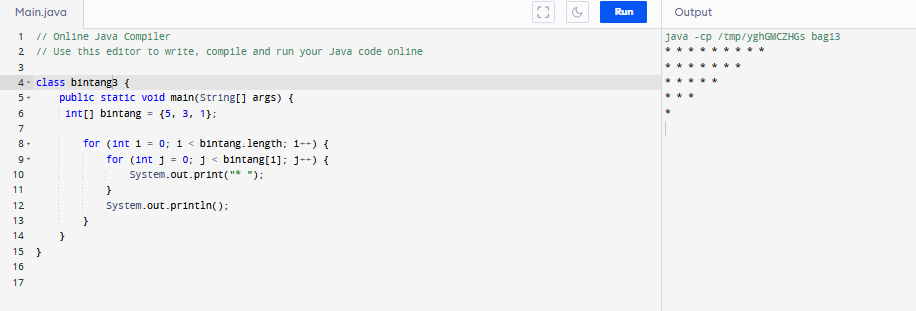 Main.java
Run
Output
1 // Online Java Compiler
2 // Use this editor to write, compile and run your Java code online
3
4 class bintang3 {
5 public static void main(String[] args) {
6 int[] bintang = {5, 3, 1};
7
8 for (int i = 0; i < bintang.length; i++) {
9 for (int j = 0; j < bintang[i]; j++) {
10 System.out.print("* ");
11 }
12 System.out.println();
13 }
14 }
15 }
16
17
java -cp /tmp/yghGMCZHGs bagi3
* * * * * * * * *
* * * * * * *
* * * * *
* * *
*